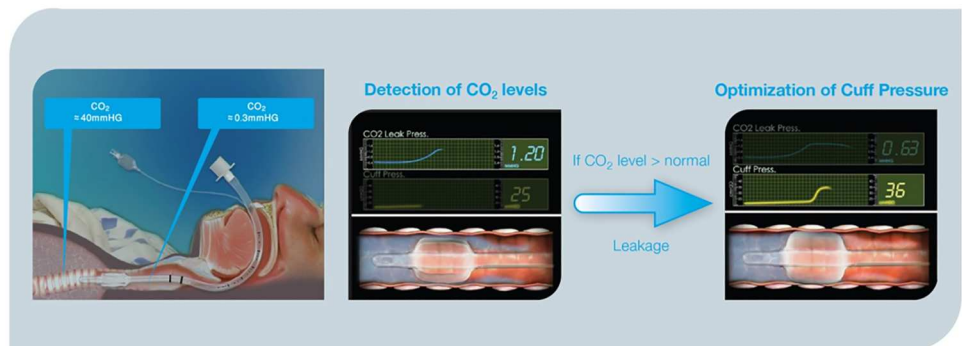 CO₂
= 40mmHG
CO₂
= 0.3mmHG
Detection of CO₂ levels
CO2 Leak Press.
1.20
Cuff Press.
25
If CO₂ level > normal
Leakage
Optimization of Cuff Pressure
CO2 Leak Press.
0.63
Cuff Press.
36